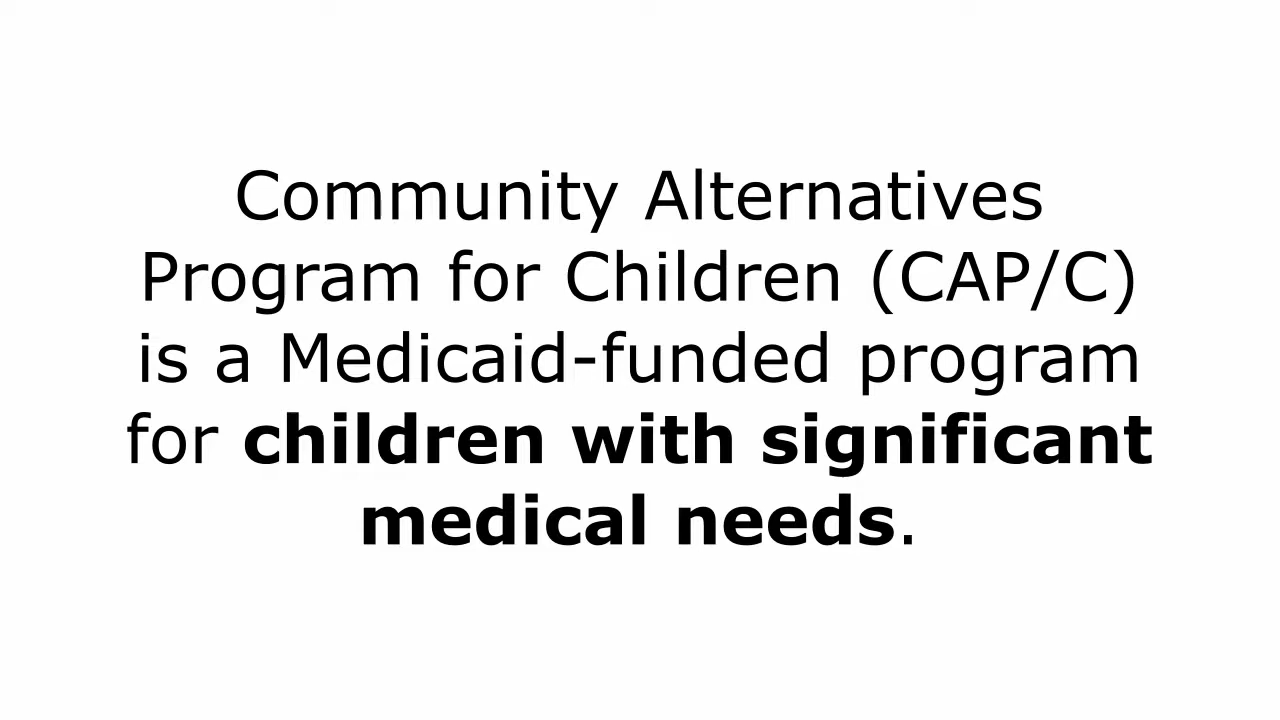 Community Alternatives
Program for Children (CAP/C)
is a Medicaid-funded program
for children with significant
medical needs.